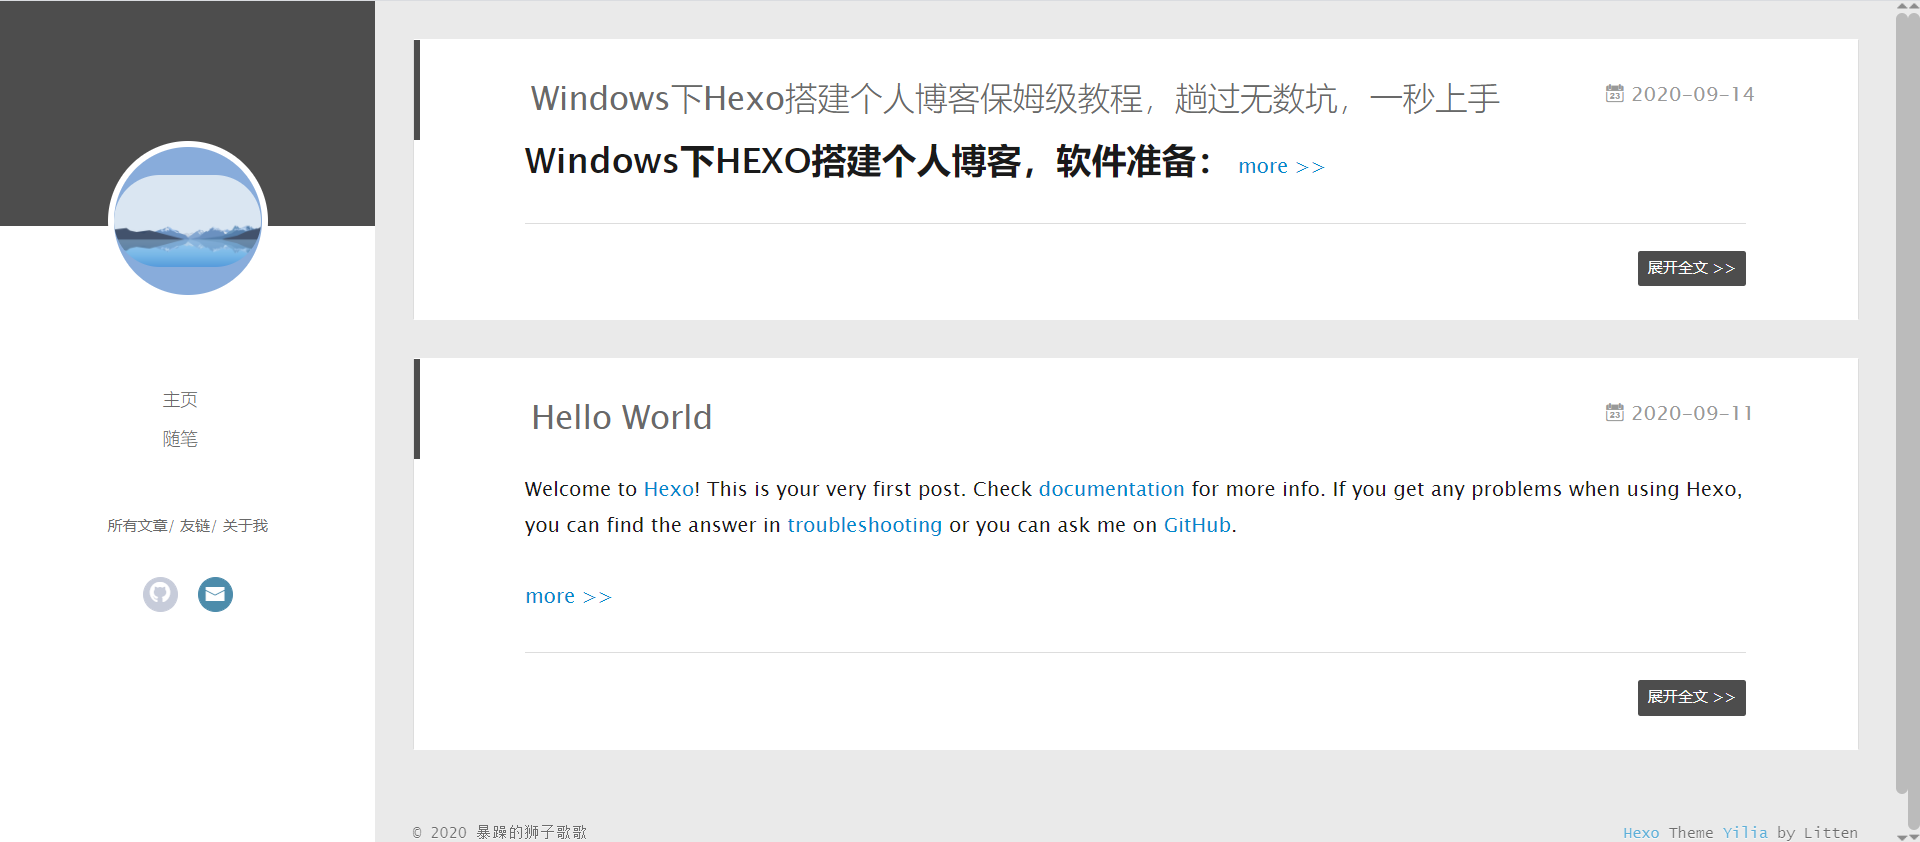 主页
随笔
所有文章/ 友链/ 关于我
Windows下Hexo搭建个人博客保姆级教程，趟过无数坑，一秒上手
23 2020-09-14
Windows下HEXO搭建个人博客，软件准备： more >>
展开全文 >>
Hello World
23 2020-09-11
Welcome to Hexo! This is your very first post. Check documentation for more info. If you get any problems when using Hexo,
you can find the answer in troubleshooting or you can ask me on GitHub.
more >>
展开全文 >>
© 2020 暴躁的狮子歌歌
Hexo Theme Yilia by Litten